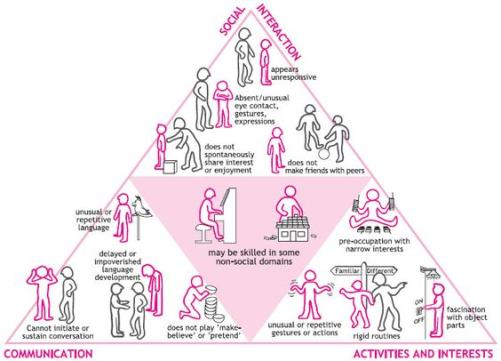 SOCIAL INTERACTION
appears
unresponsive
Absent/unusual
eye contact,
gestures,
expressions
does not
spontaneously
share interest
or enjoyment
does not
make friends with peers
unusual or
repetitive
language
may be skilled in some
non-social domains
pre-occupation with
narrow interests
delayed or
impoverished
language
development
Familiar Different
ON
OFF
Cannot initiate or
sustain conversation
does not play 'make-
believe' or 'pretend'
unusual or repetitive
gestures or actions
rigid routines
fascination
with object
parts
COMMUNICATION
ACTIVITIES AND INTERESTS